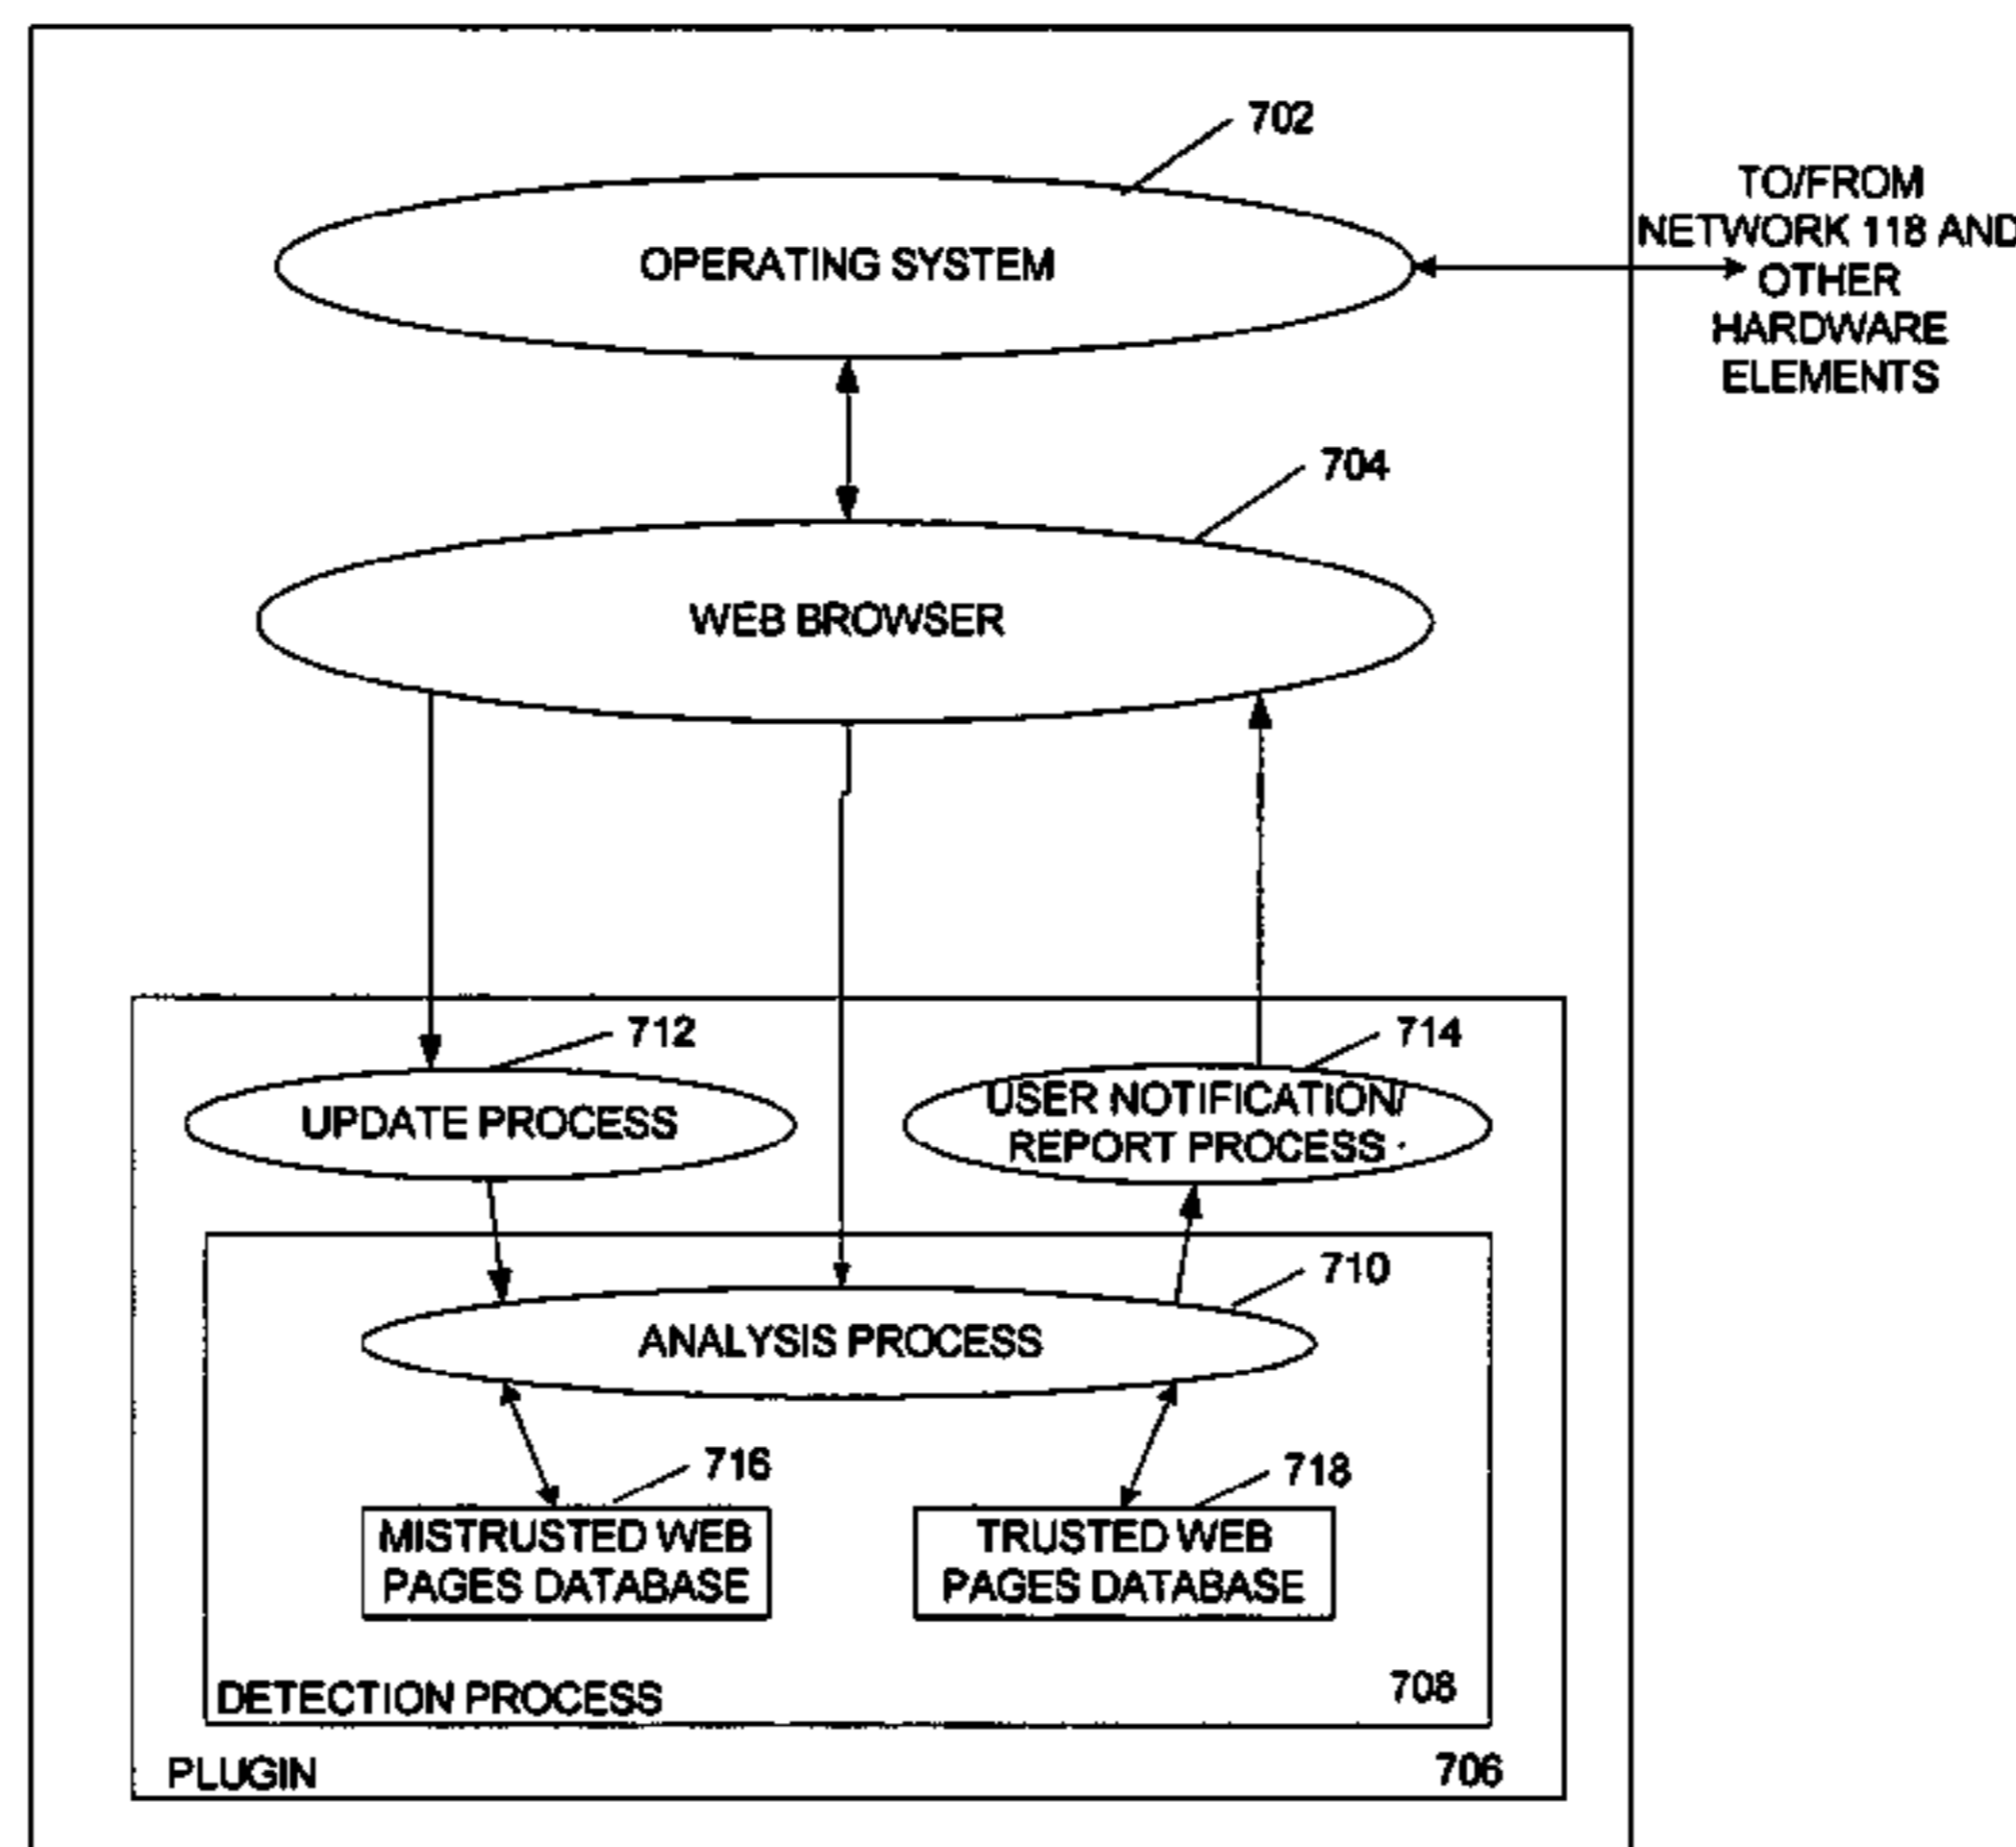 702
TO/FROM
NETWORK 118 AND
OTHER
HARDWARE
ELEMENTS
OPERATING SYSTEM
704
WEB BROWSER
712
714
UPDATE PROCESS
USER NOTIFICATION/
REPORT PROCESS
710
ANALYSIS PROCESS
716
718
MISTRUSTED WEB
PAGES DATABASE
TRUSTED WEB
PAGES DATABASE
DETECTION PROCESS
708
PLUGIN
706